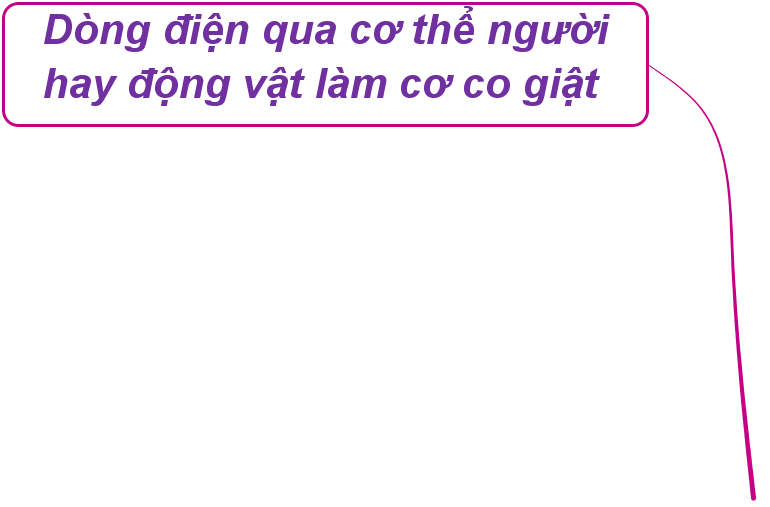 Dòng điện qua cơ thể người
hay động vật làm cơ co giật